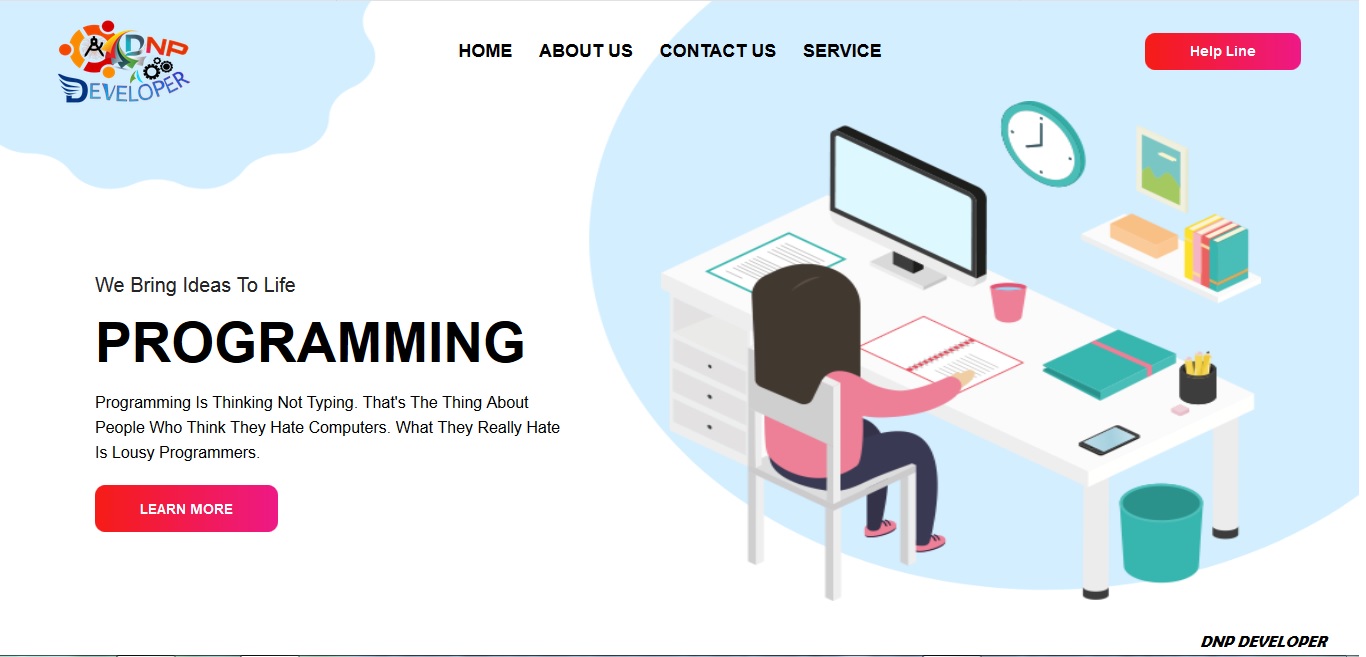 DNP
DEVELOPER
HOME ABOUT US CONTACT US SERVICE
Help Line
We Bring Ideas To Life
PROGRAMMING
Programming Is Thinking Not Typing. That's The Thing About
People Who Think They Hate Computers. What They Really Hate
Is Lousy Programmers.
LEARN MORE
DNP DEVELOPER